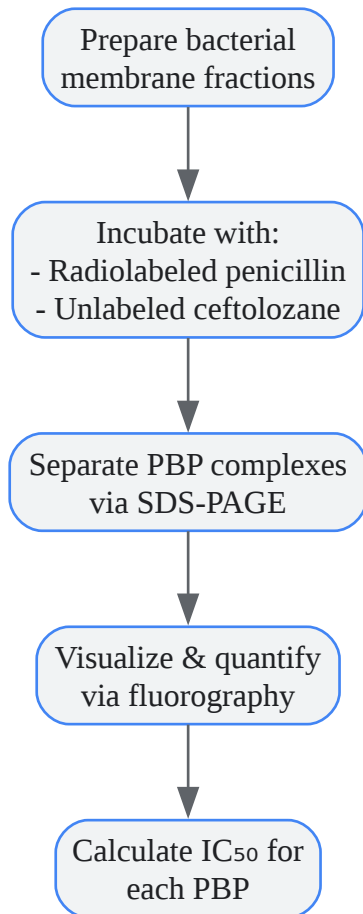 Prepare bacterial
membrane fractions
Incubate with:
- Radiolabeled penicillin
- Unlabeled ceftolozane
Separate PBP complexes
via SDS-PAGE
Visualize & quantify
via fluorography
Calculate IC₅₀ for
each PBP